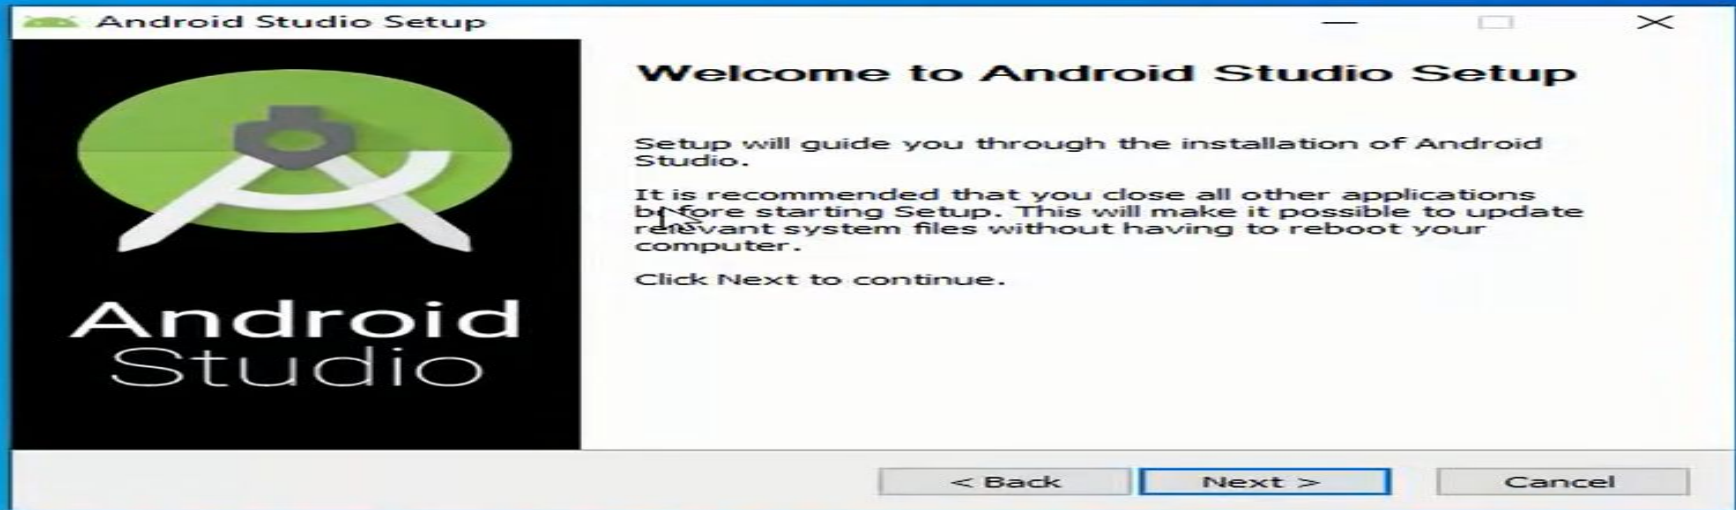 Android Studio Setup
Android
Studio
Welcome to Android Studio Setup
Setup will guide you through the installation of Android
Studio.
It is recommended that you close all other applications
before starting Setup. This will make it possible to update
relevant system files without having to reboot your
computer.
Click Next to continue.
< Back
Next >
Cancel